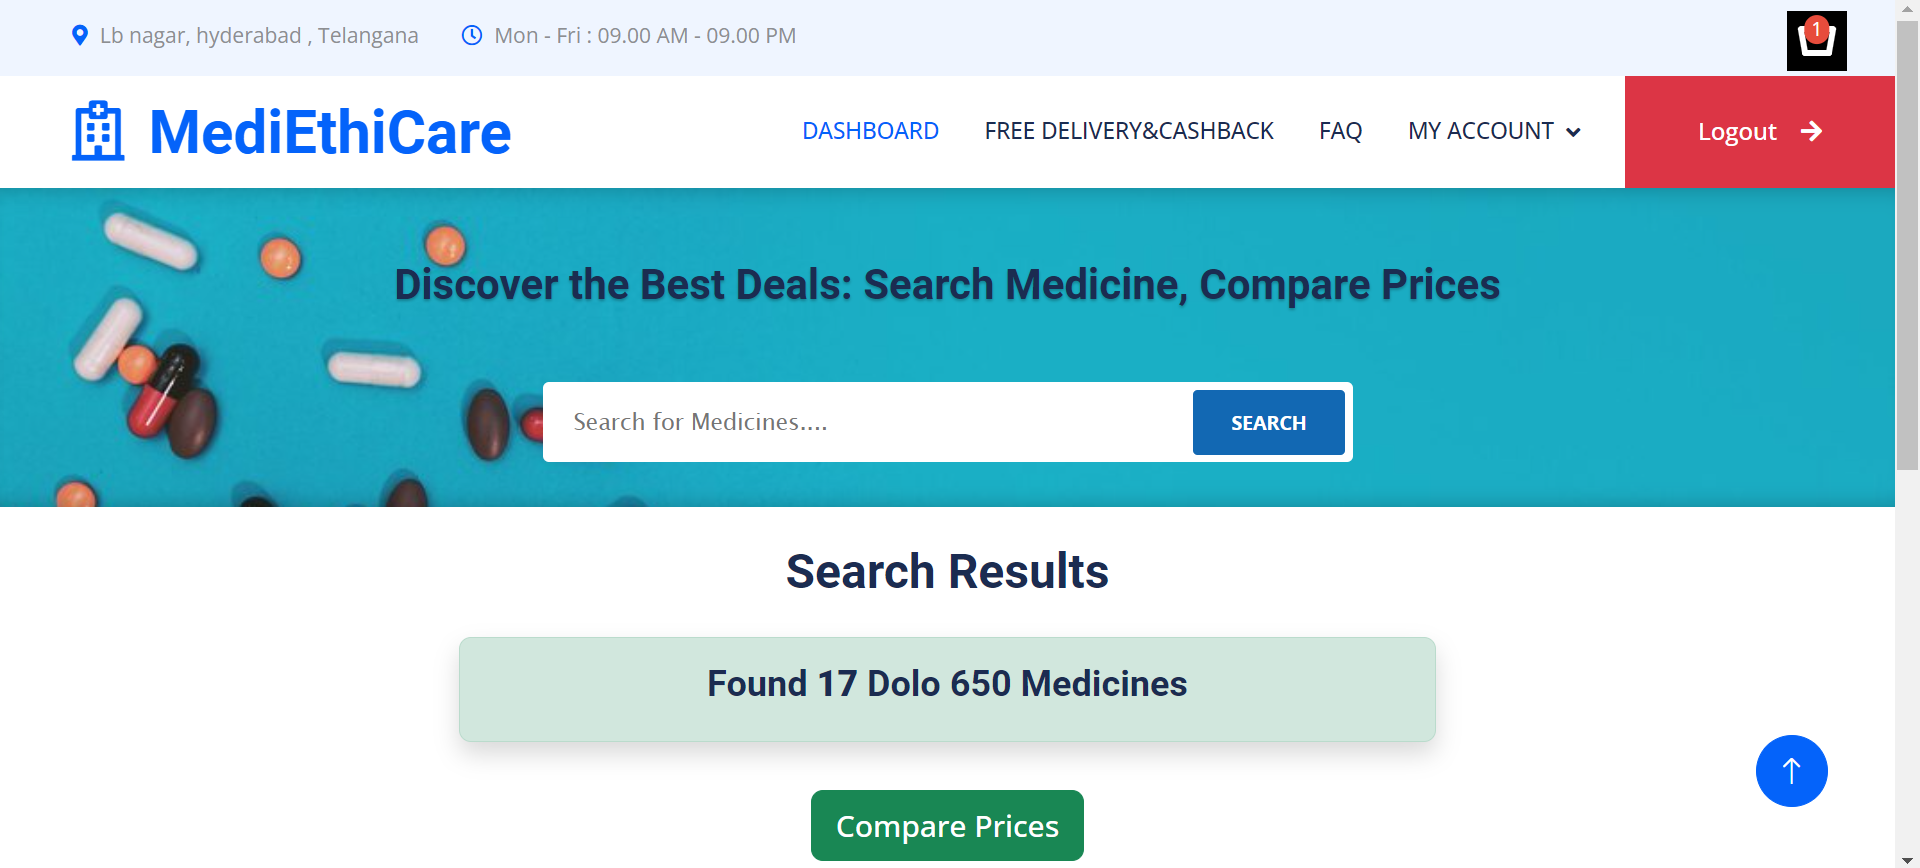 Lb nagar, hyderabad , Telangana
Mon - Fri : 09.00 AM - 09.00 PM
1
MediEthiCare
DASHBOARD
FREE DELIVERY&CASHBACK
FAQ
MY ACCOUNT
Logout
Discover the Best Deals: Search Medicine, Compare Prices
Search for Medicines....
SEARCH
Search Results
Found 17 Dolo 650 Medicines
Compare Prices